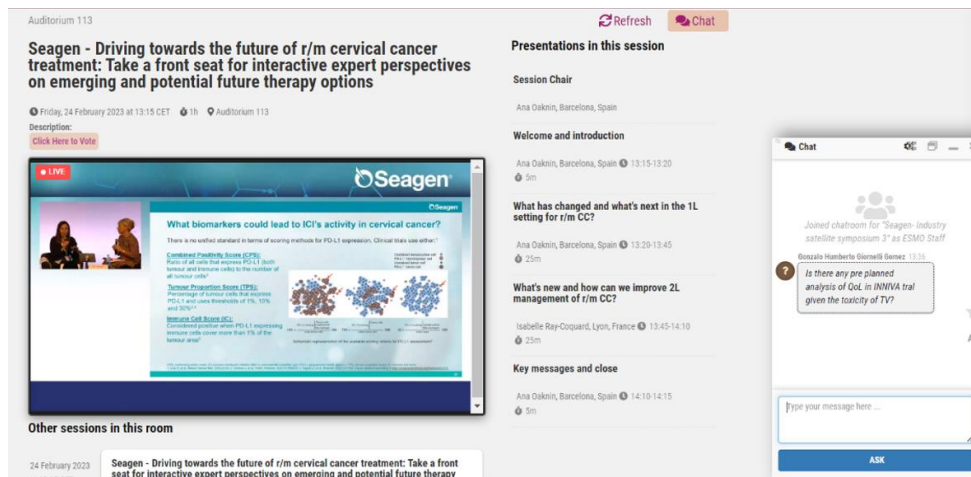 Auditorium 113
Seagen - Driving towards the future of r/m cervical cancer
treatment: Take a front seat for interactive expert perspectives
on emerging and potential future therapy options
Friday, 24 February 2023 at 13:15 CET 1h Auditorium 113
Description:
Click Here to Vote
LIVE
Seagen
Seagen
What biomarkers could lead to ICI's activity in cervical cancer?
There is no unified standard in terms of scoring methods for PD-L1 expression. Clinical trials use either:
Combined Positivity Score (CPS):
Ratio of all cells that express PD-L1 (both
tumour and immune cells) to the number of
all tumour cells
Tumour Proportion Score (TPS):
Percentage of tumour cells that express
PD-L1 and uses thresholds of 1%, 10%
and 30%
Immune Cell Score (IC):
Considered positive when PD-L1 expressing
immune cells cover more than 1% of the
tumour area
Other sessions in this room
24 February 2023
Seagen - Driving towards the future of r/m cervical cancer treatment: Take a front
seat for interactive expert perspectives on emerging and potential future therapy
Refresh
Chat
Presentations in this session
Session Chair
Ana Oaknin, Barcelona, Spain
Welcome and introduction
Ana Oaknin, Barcelona, Spain 13:15-13:20
5m
What has changed and what's next in the 1L
setting for r/m CC?
Ana Oaknin, Barcelona, Spain 13:20-13:45
25m
What's new and how can we improve 2L
management of r/m CC?
Isabelle Ray-Coquard, Lyon, France 13:45-14:10
25m
Key messages and close
Ana Oaknin, Barcelona, Spain 14:10-14:15
5m
Chat
Joined chatroom for "Seagen- Industry
satellite symposium 3" as ESMO Staff
Gonzalo Humberto Giornelli Gomez 13:36
?
Is there any pre planned
analysis of QoL in INNIVA tral
given the toxicity of TV?
Type your message here ...
ASK